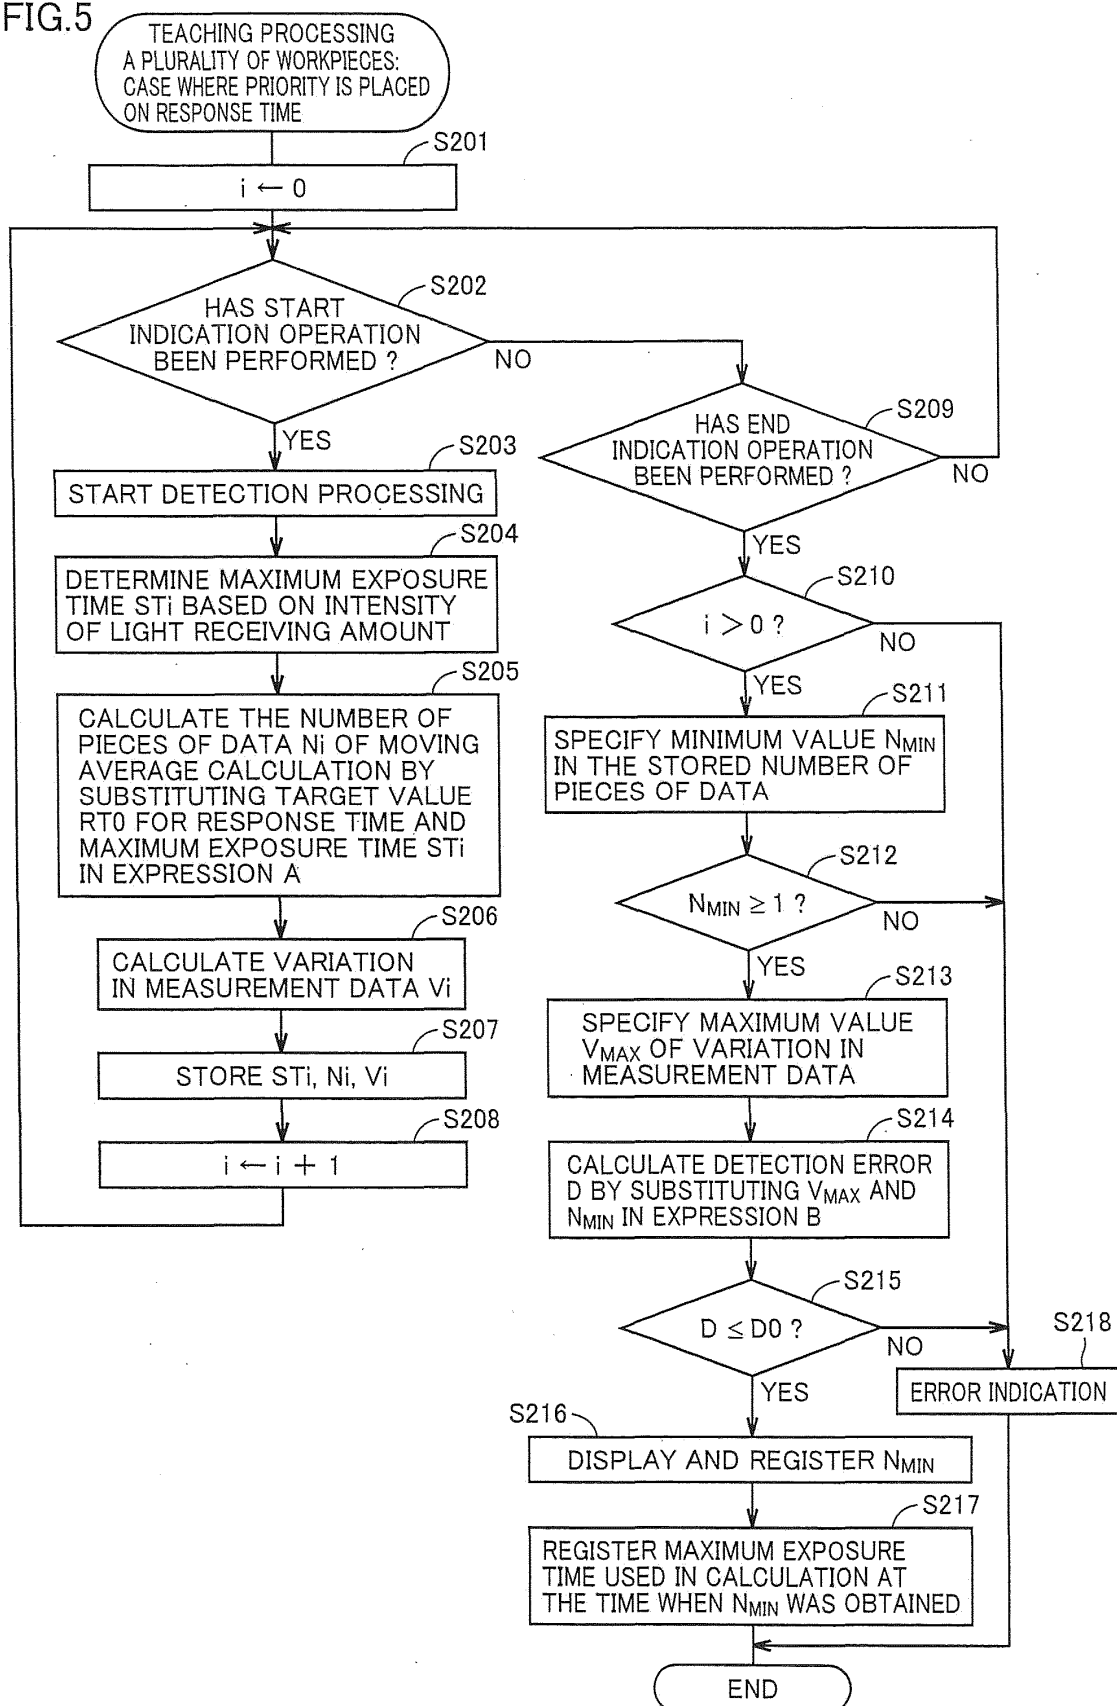 FIG.5
TEACHING PROCESSING
A PLURALITY OF WORKPIECES:
CASE WHERE PRIORITY IS PLACED
ON RESPONSE TIME
S201
i ← 0
S202
HAS START
INDICATION OPERATION
BEEN PERFORMED ?
NO
YES
S203
START DETECTION PROCESSING
S204
DETERMINE MAXIMUM EXPOSURE
TIME STi BASED ON INTENSITY
OF LIGHT RECEIVING AMOUNT
S205
CALCULATE THE NUMBER OF
PIECES OF DATA Ni OF MOVING
AVERAGE CALCULATION BY
SUBSTITUTING TARGET VALUE
RT0 FOR RESPONSE TIME AND
MAXIMUM EXPOSURE TIME STi
IN EXPRESSION A
S206
CALCULATE VARIATION
IN MEASUREMENT DATA Vi
S207
STORE STi, Ni, Vi
S208
i ← i + 1
S209
HAS END
INDICATION OPERATION
BEEN PERFORMED ?
NO
YES
S210
i > 0 ?
NO
YES
S211
SPECIFY MINIMUM VALUE NMIN
IN THE STORED NUMBER OF
PIECES OF DATA
S212
NMIN ≥ 1 ?
NO
YES
S213
SPECIFY MAXIMUM VALUE
VMAX OF VARIATION IN
MEASUREMENT DATA
S214
CALCULATE DETECTION ERROR
D BY SUBSTITUTING VMAX AND
NMIN IN EXPRESSION B
S215
D ≤ D0 ?
NO
YES
S218
ERROR INDICATION
S216
DISPLAY AND REGISTER NMIN
S217
REGISTER MAXIMUM EXPOSURE
TIME USED IN CALCULATION AT
THE TIME WHEN NMIN WAS OBTAINED
END